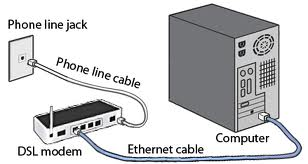 Phone line jack
Phone line cable
DSL modem
Ethernet cable
Computer